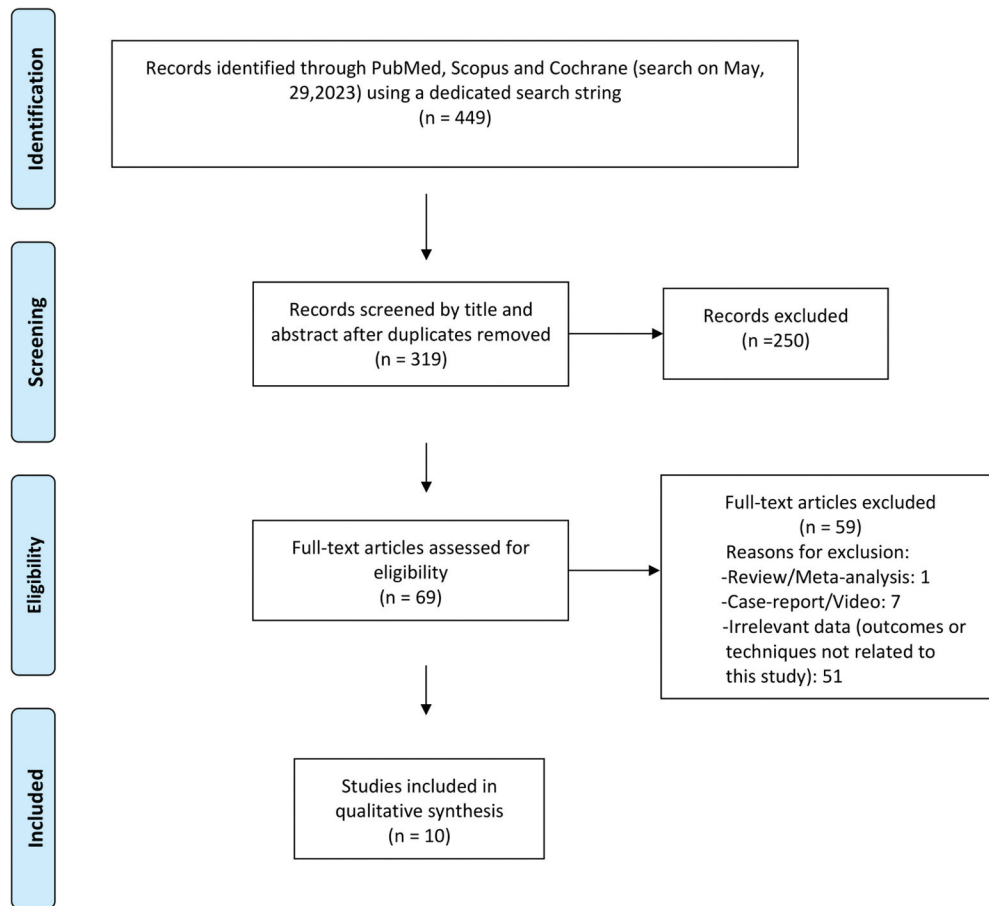 Identification
Records identified through PubMed, Scopus and Cochrane (search on May,
29,2023) using a dedicated search string
(n = 449)
Screening
Records screened by title and
abstract after duplicates removed
(n = 319)
Records excluded
(n =250)
Eligibility
Full-text articles assessed for
eligibility
(n = 69)
Full-text articles excluded
(n = 59)
Reasons for exclusion:
-Review/Meta-analysis: 1
-Case-report/Video: 7
-Irrelevant data (outcomes or
techniques not related to
this study): 51
Included
Studies included in
qualitative synthesis
(n = 10)